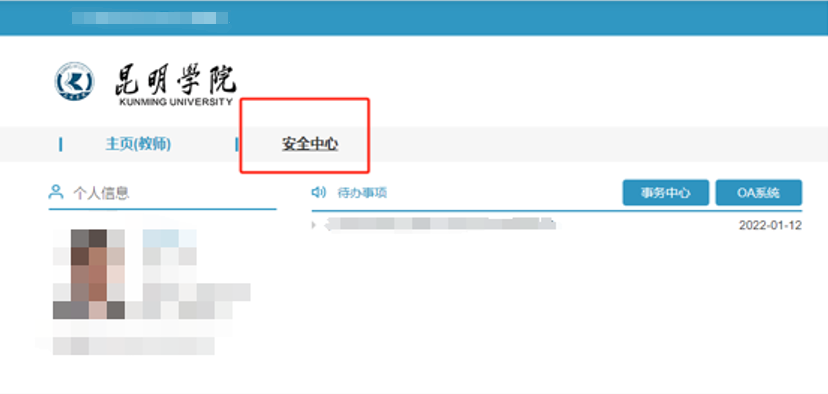 昆明学院
KUNMING UNIVERSITY
主页(教师)
安全中心
个人信息
待办事项
事务中心
OA系统
2022-01-12